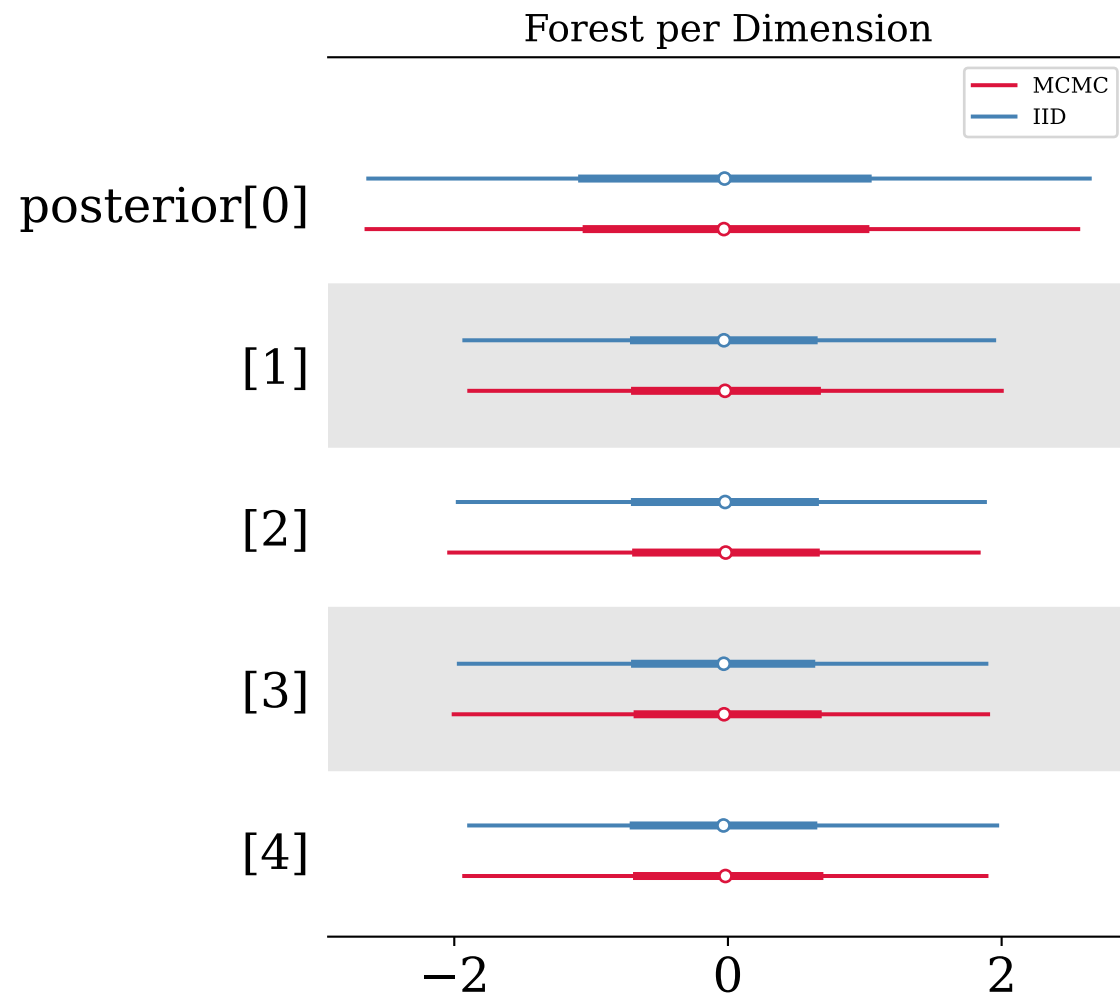 Forest per Dimension
MCMC
IID
posterior[0]
[1]
[2]
[3]
[4]
−2 0 2